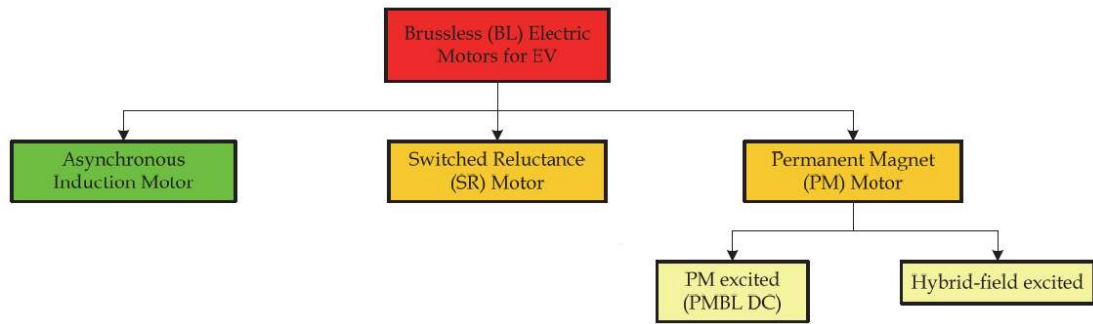 Brussless (BL) Electric
Motors for EV
Asynchronous
Induction Motor
Switched Reluctance
(SR) Motor
Permanent Magnet
(PM) Motor
PM excited
(PMBL DC)
Hybrid-field excited